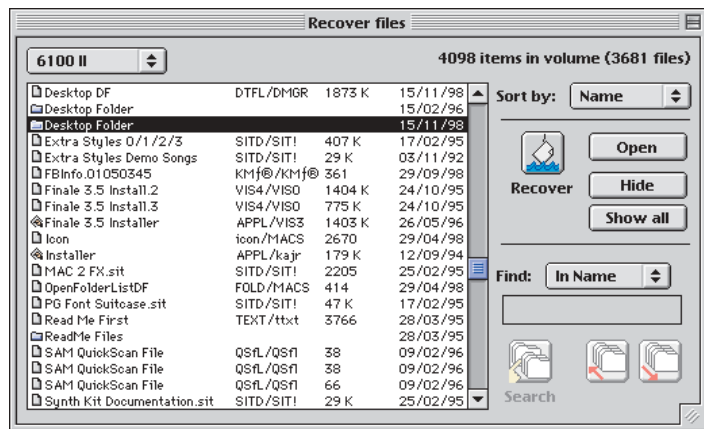 Recover files
6100 II
4098 items in volume (3681 files)
Desktop DF DTFL/DMGR 1873 K 15/11/98
Desktop Folder 15/02/96
Desktop Folder 15/11/98
Extra Styles 0/1/2/3 SITD/SIT! 407 K 17/02/95
Extra Styles Demo Songs SITD/SIT! 29 K 03/11/92
FBInfo.01050345 KMƒ®/KMƒ® 361 29/09/98
Finale 3.5 Install.2 VIS4/VIS0 1404 K 24/10/95
Finale 3.5 Install.3 VIS4/VIS0 775 K 24/10/95
Finale 3.5 Installer APPL/VIS3 1403 K 26/05/96
Icon icon/MACS 2670 29/04/98
Installer APPL/kajr 179 K 12/09/94
MAC 2 FX.sit SITD/SIT! 2205 25/02/95
OpenFolderListDF FOLD/MACS 414 29/04/98
PG Font Suitcase.sit SITD/SIT! 47 K 17/02/95
Read Me First TEXT/ttxt 3766 28/03/95
ReadMe Files 28/03/95
SAM QuickScan File QSfL/QSfl 38 09/02/96
SAM QuickScan File QSfL/QSfl 38 09/02/96
SAM QuickScan File QSfL/QSfl 66 09/02/96
Synth Kit Documentation.sit SITD/SIT! 29 K 25/02/95
Sort by: Name
Recover
Open
Hide
Show all
Find: In Name
Search